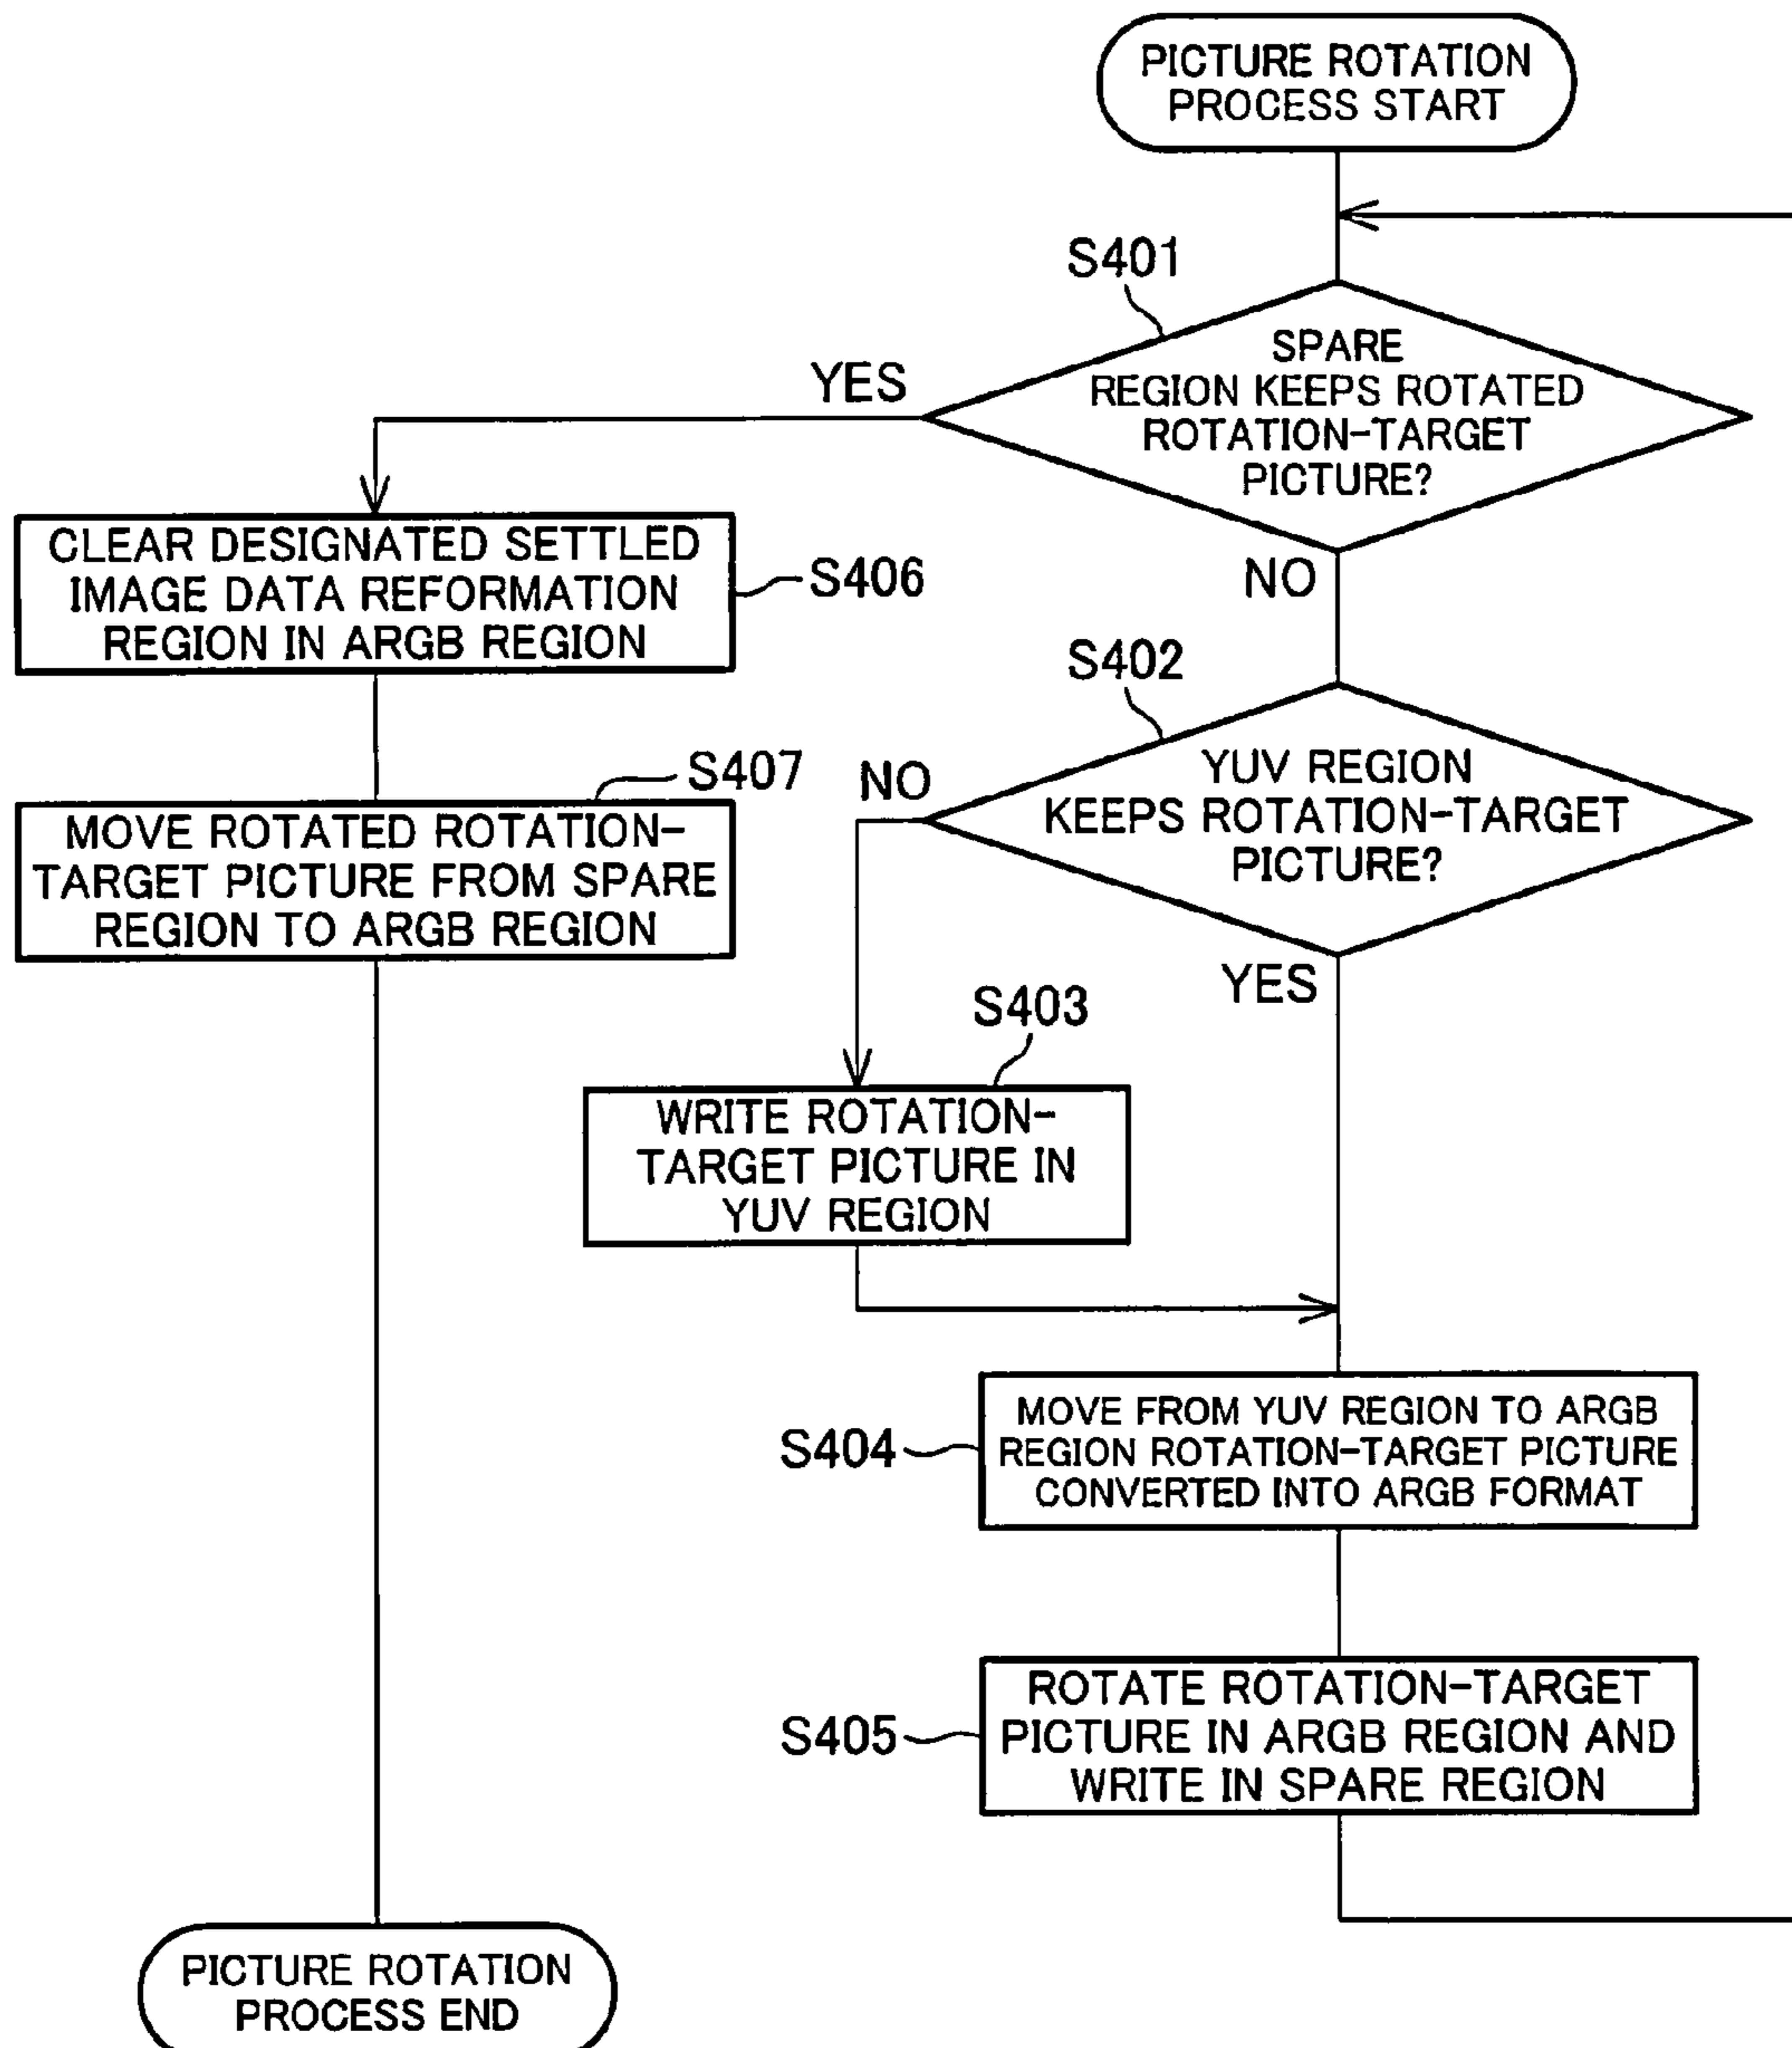 PICTURE ROTATION
PROCESS START
S401
SPARE
REGION KEEPS ROTATED
ROTATION-TARGET
PICTURE?
YES
NO
CLEAR DESIGNATED SETTLED
IMAGE DATA REFORMATION
REGION IN ARGB REGION
S406
S402
YUV REGION
KEEPS ROTATION-TARGET
PICTURE?
NO
YES
S407
MOVE ROTATED ROTATION-
TARGET PICTURE FROM SPARE
REGION TO ARGB REGION
S403
WRITE ROTATION-
TARGET PICTURE IN
YUV REGION
S404
MOVE FROM YUV REGION TO ARGB
REGION ROTATION-TARGET PICTURE
CONVERTED INTO ARGB FORMAT
S405
ROTATE ROTATION-TARGET
PICTURE IN ARGB REGION AND
WRITE IN SPARE REGION
PICTURE ROTATION
PROCESS END